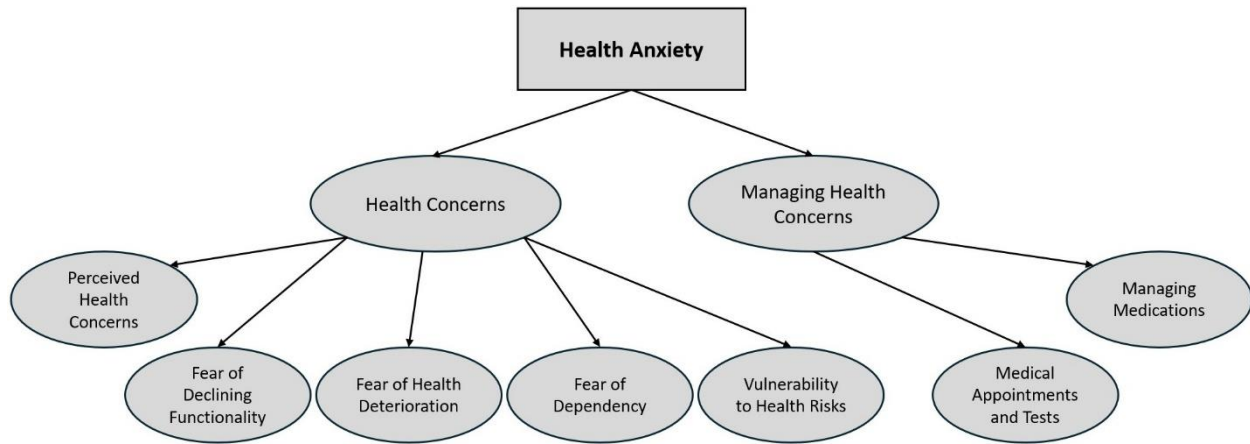 Health Anxiety
Health Concerns
Managing Health
Concerns
Perceived
Health
Concerns
Managing
Medications
Fear of
Declining
Functionality
Fear of Health
Deterioration
Fear of
Dependency
Vulnerability
to Health Risks
Medical
Appointments
and Tests